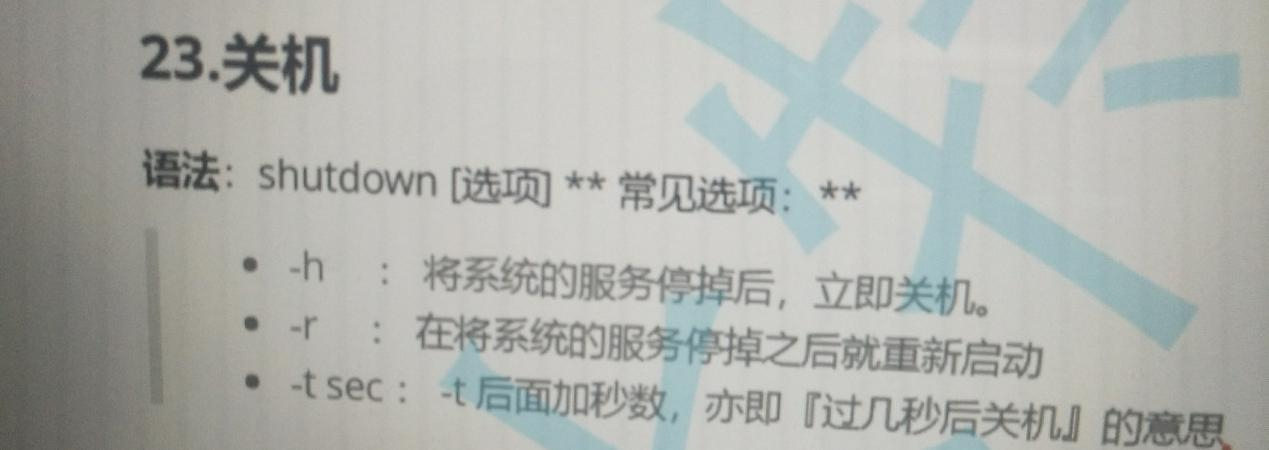 23.关机
语法：shutdown [选项] ** 常见选项： **
-h ： 将系统的服务停掉后，立即关机。
-r ： 在将系统的服务停掉之后就重新启动
-t sec： -t 后面加秒数，亦即『过几秒后关机』的意思